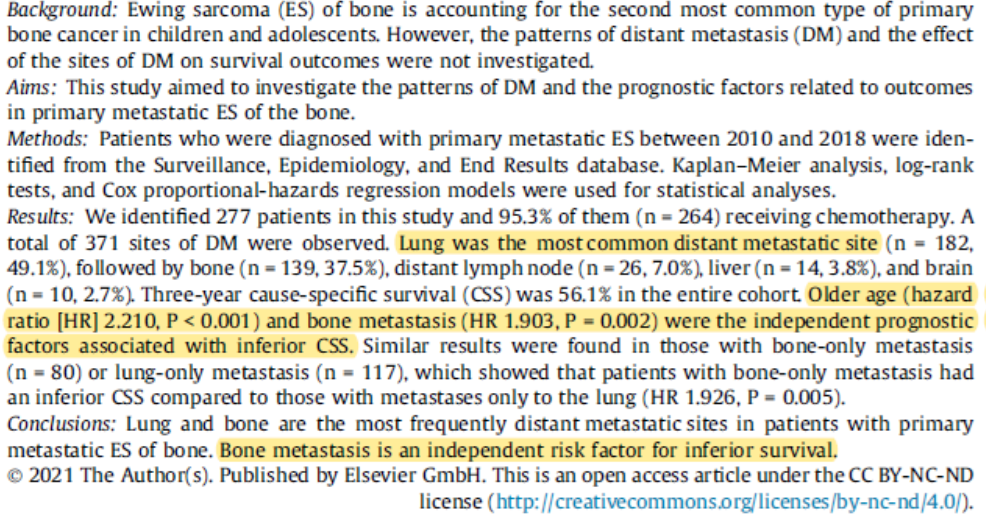 Background: Ewing sarcoma (ES) of bone is accounting for the second most common type of primary
bone cancer in children and adolescents. However, the patterns of distant metastasis (DM) and the effect
of the sites of DM on survival outcomes were not investigated.
Aims: This study aimed to investigate the patterns of DM and the prognostic factors related to outcomes
in primary metastatic ES of the bone.
Methods: Patients who were diagnosed with primary metastatic ES between 2010 and 2018 were iden-
tified from the Surveillance, Epidemiology, and End Results database. Kaplan–Meier analysis, log-rank
tests, and Cox proportional-hazards regression models were used for statistical analyses.
Results: We identified 277 patients in this study and 95.3% of them (n = 264) receiving chemotherapy. A
total of 371 sites of DM were observed. Lung was the most common distant metastatic site (n = 182,
49.1%), followed by bone (n = 139, 37.5%), distant lymph node (n = 26, 7.0%), liver (n = 14, 3.8%), and brain
(n = 10, 2.7%). Three-year cause-specific survival (CSS) was 56.1% in the entire cohort. Older age (hazard
ratio [HR] 2.210, P < 0.001) and bone metastasis (HR 1.903, P = 0.002) were the independent prognostic
factors associated with inferior CSS. Similar results were found in those with bone-only metastasis
(n = 80) or lung-only metastasis (n = 117), which showed that patients with bone-only metastasis had
an inferior CSS compared to those with metastases only to the lung (HR 1.926, P = 0.005).
Conclusions: Lung and bone are the most frequently distant metastatic sites in patients with primary
metastatic ES of bone. Bone metastasis is an independent risk factor for inferior survival.
© 2021 The Author(s). Published by Elsevier GmbH. This is an open access article under the CC BY-NC-ND
license (http://creativecommons.org/licenses/by-nc-nd/4.0/).